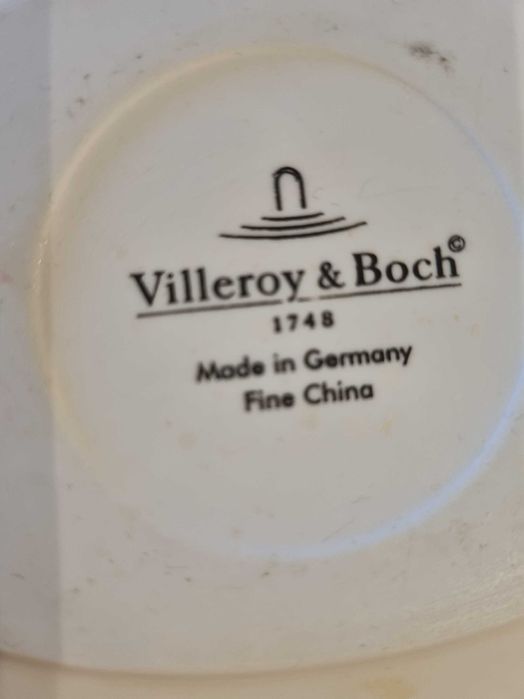 Villeroy & Boch©
1748
Made in Germany
Fine China